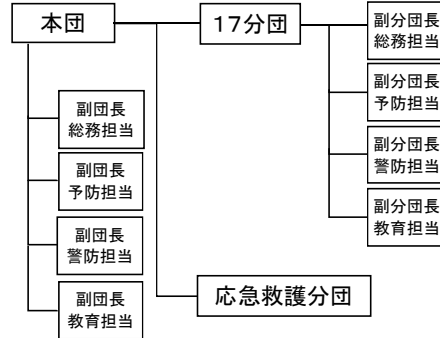 本団
17分団
副団長
総務担当
副団長
予防担当
副団長
警防担当
副団長
教育担当
副分団長
総務担当
副分団長
予防担当
副分団長
警防担当
副分団長
教育担当
応急救護分団